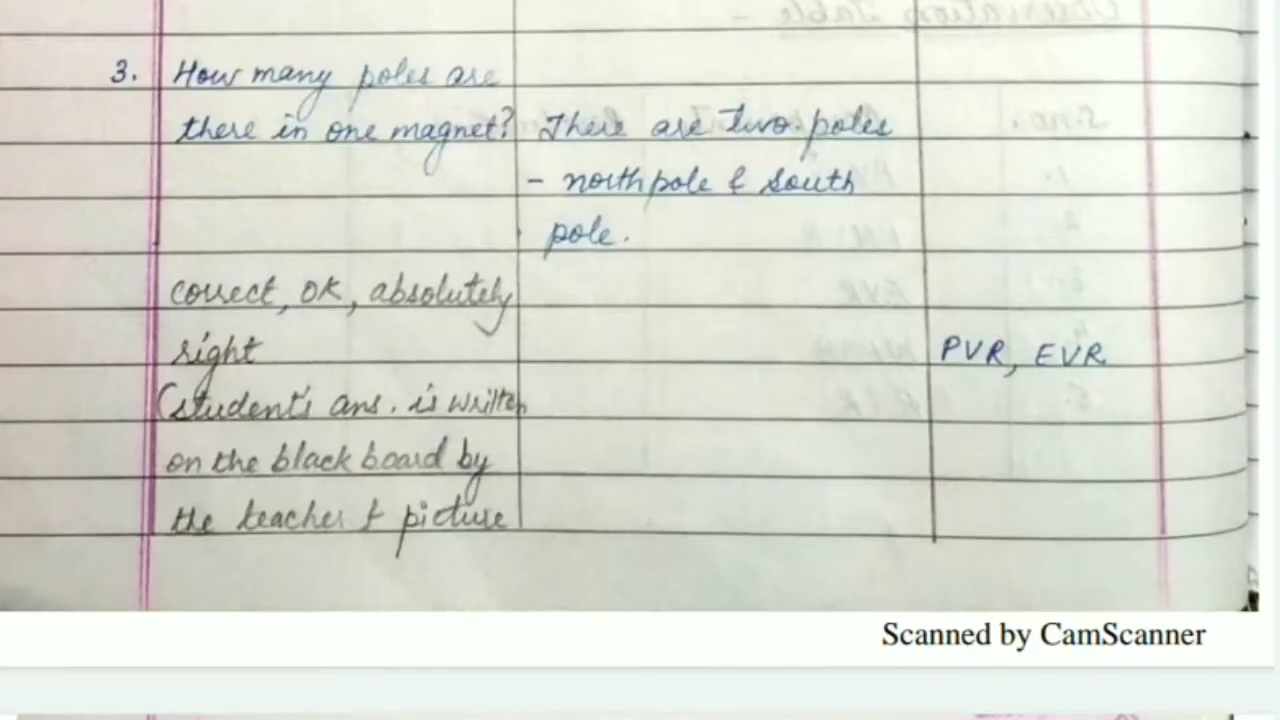 3. How many poles are
there in one magnet? There are two poles
- north pole & south
pole.
correct, OK, absolutely
right PVR, EVR
(student's ans. is written
on the black board by
the teacher & picture
Scanned by CamScanner